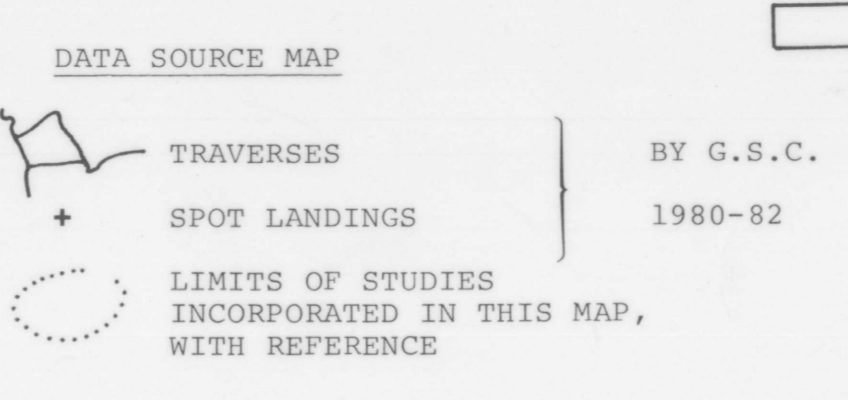 DATA SOURCE MAP
TRAVERSES
BY G.S.C.
+ SPOT LANDINGS
1980-82
LIMITS OF STUDIES
INCORPORATED IN THIS MAP,
WITH REFERENCE